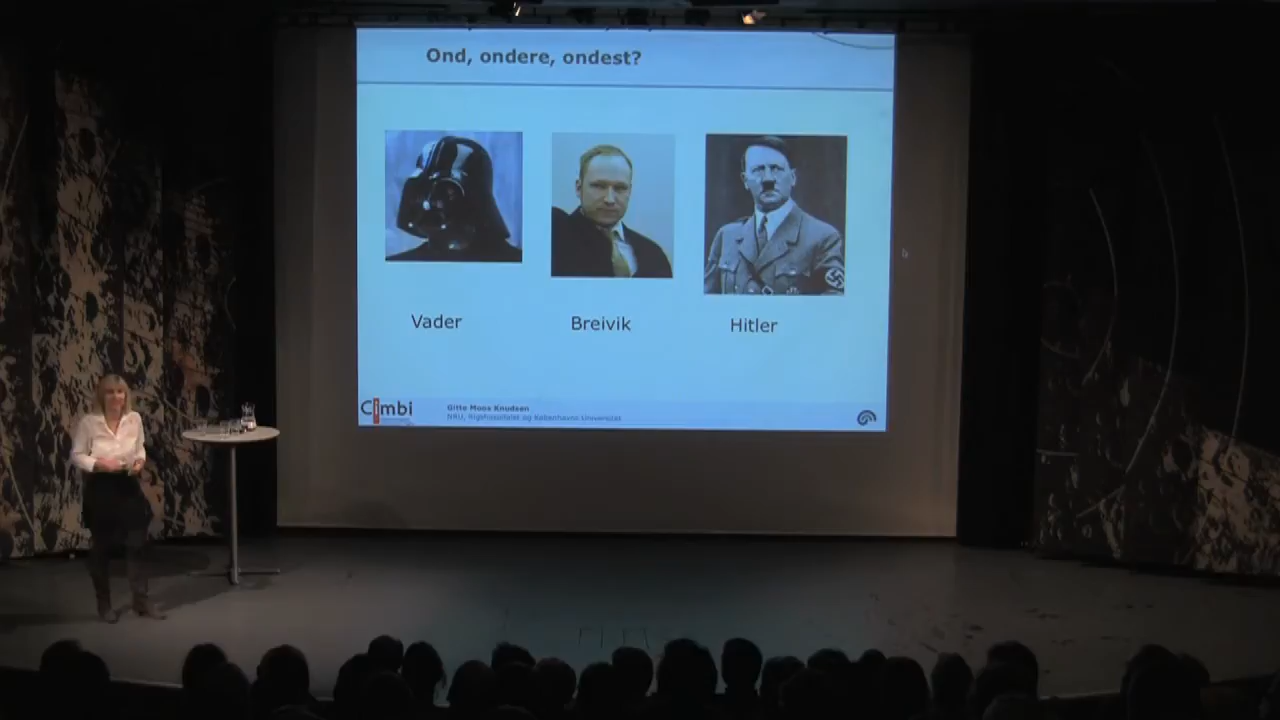 Ond, ondere, ondest?
Vader
Breivik
Hitler
Cimbi
Gitte Moos Knudsen
NRU, Rigshospitalet og Københavns Universitet